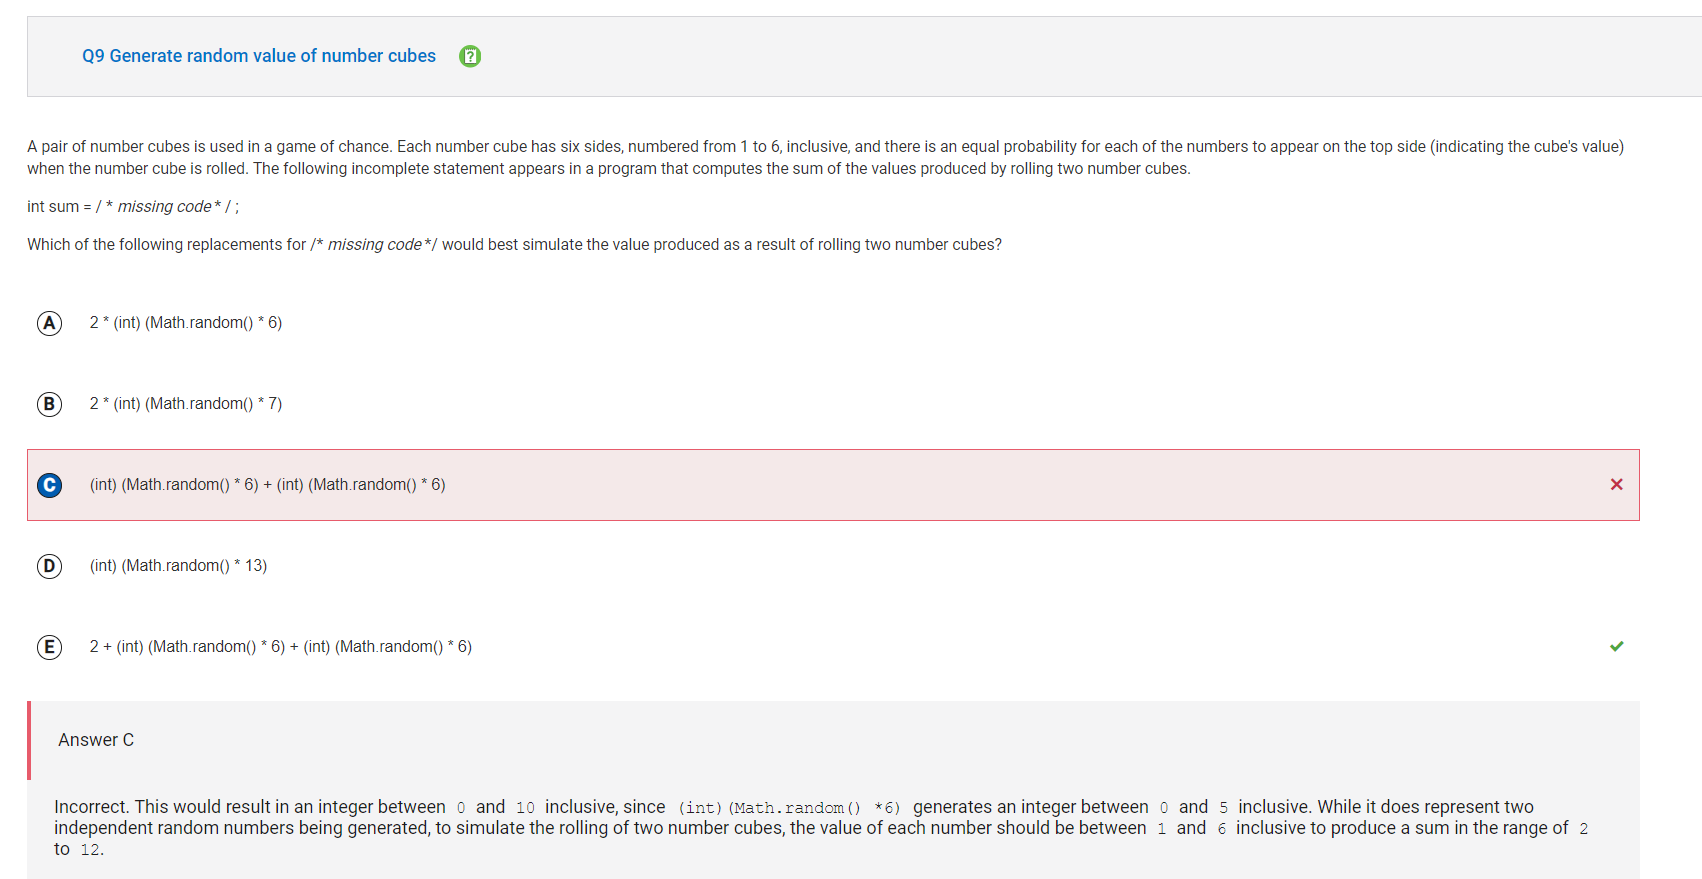 Q9 Generate random value of number cubes
A pair of number cubes is used in a game of chance. Each number cube has six sides, numbered from 1 to 6, inclusive, and there is an equal probability for each of the numbers to appear on the top side (indicating the cube's value)
when the number cube is rolled. The following incomplete statement appears in a program that computes the sum of the values produced by rolling two number cubes.
int sum = / * missing code * / ;
Which of the following replacements for /* missing code */ would best simulate the value produced as a result of rolling two number cubes?
A 2 * (int) (Math.random() * 6)
B 2 * (int) (Math.random() * 7)
C (int) (Math.random() * 6) + (int) (Math.random() * 6)
D (int) (Math.random() * 13)
E 2 + (int) (Math.random() * 6) + (int) (Math.random() * 6)
Answer C
Incorrect. This would result in an integer between 0 and 10 inclusive, since (int)(Math.random() *6) generates an integer between 0 and 5 inclusive. While it does represent two
independent random numbers being generated, to simulate the rolling of two number cubes, the value of each number should be between 1 and 6 inclusive to produce a sum in the range of 2
to 12.